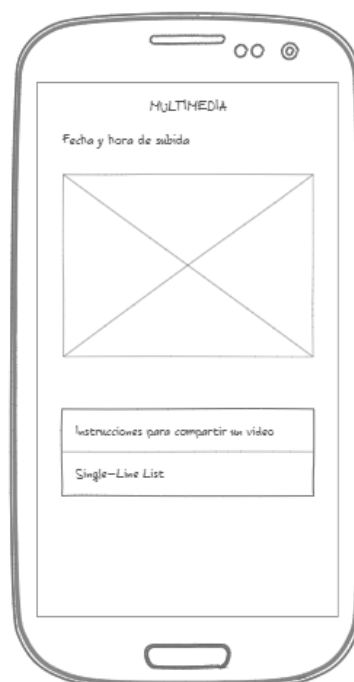 MULTIMEDIA
Fecha y hora de subida
Instrucciones para compartir un video
Single-Line List